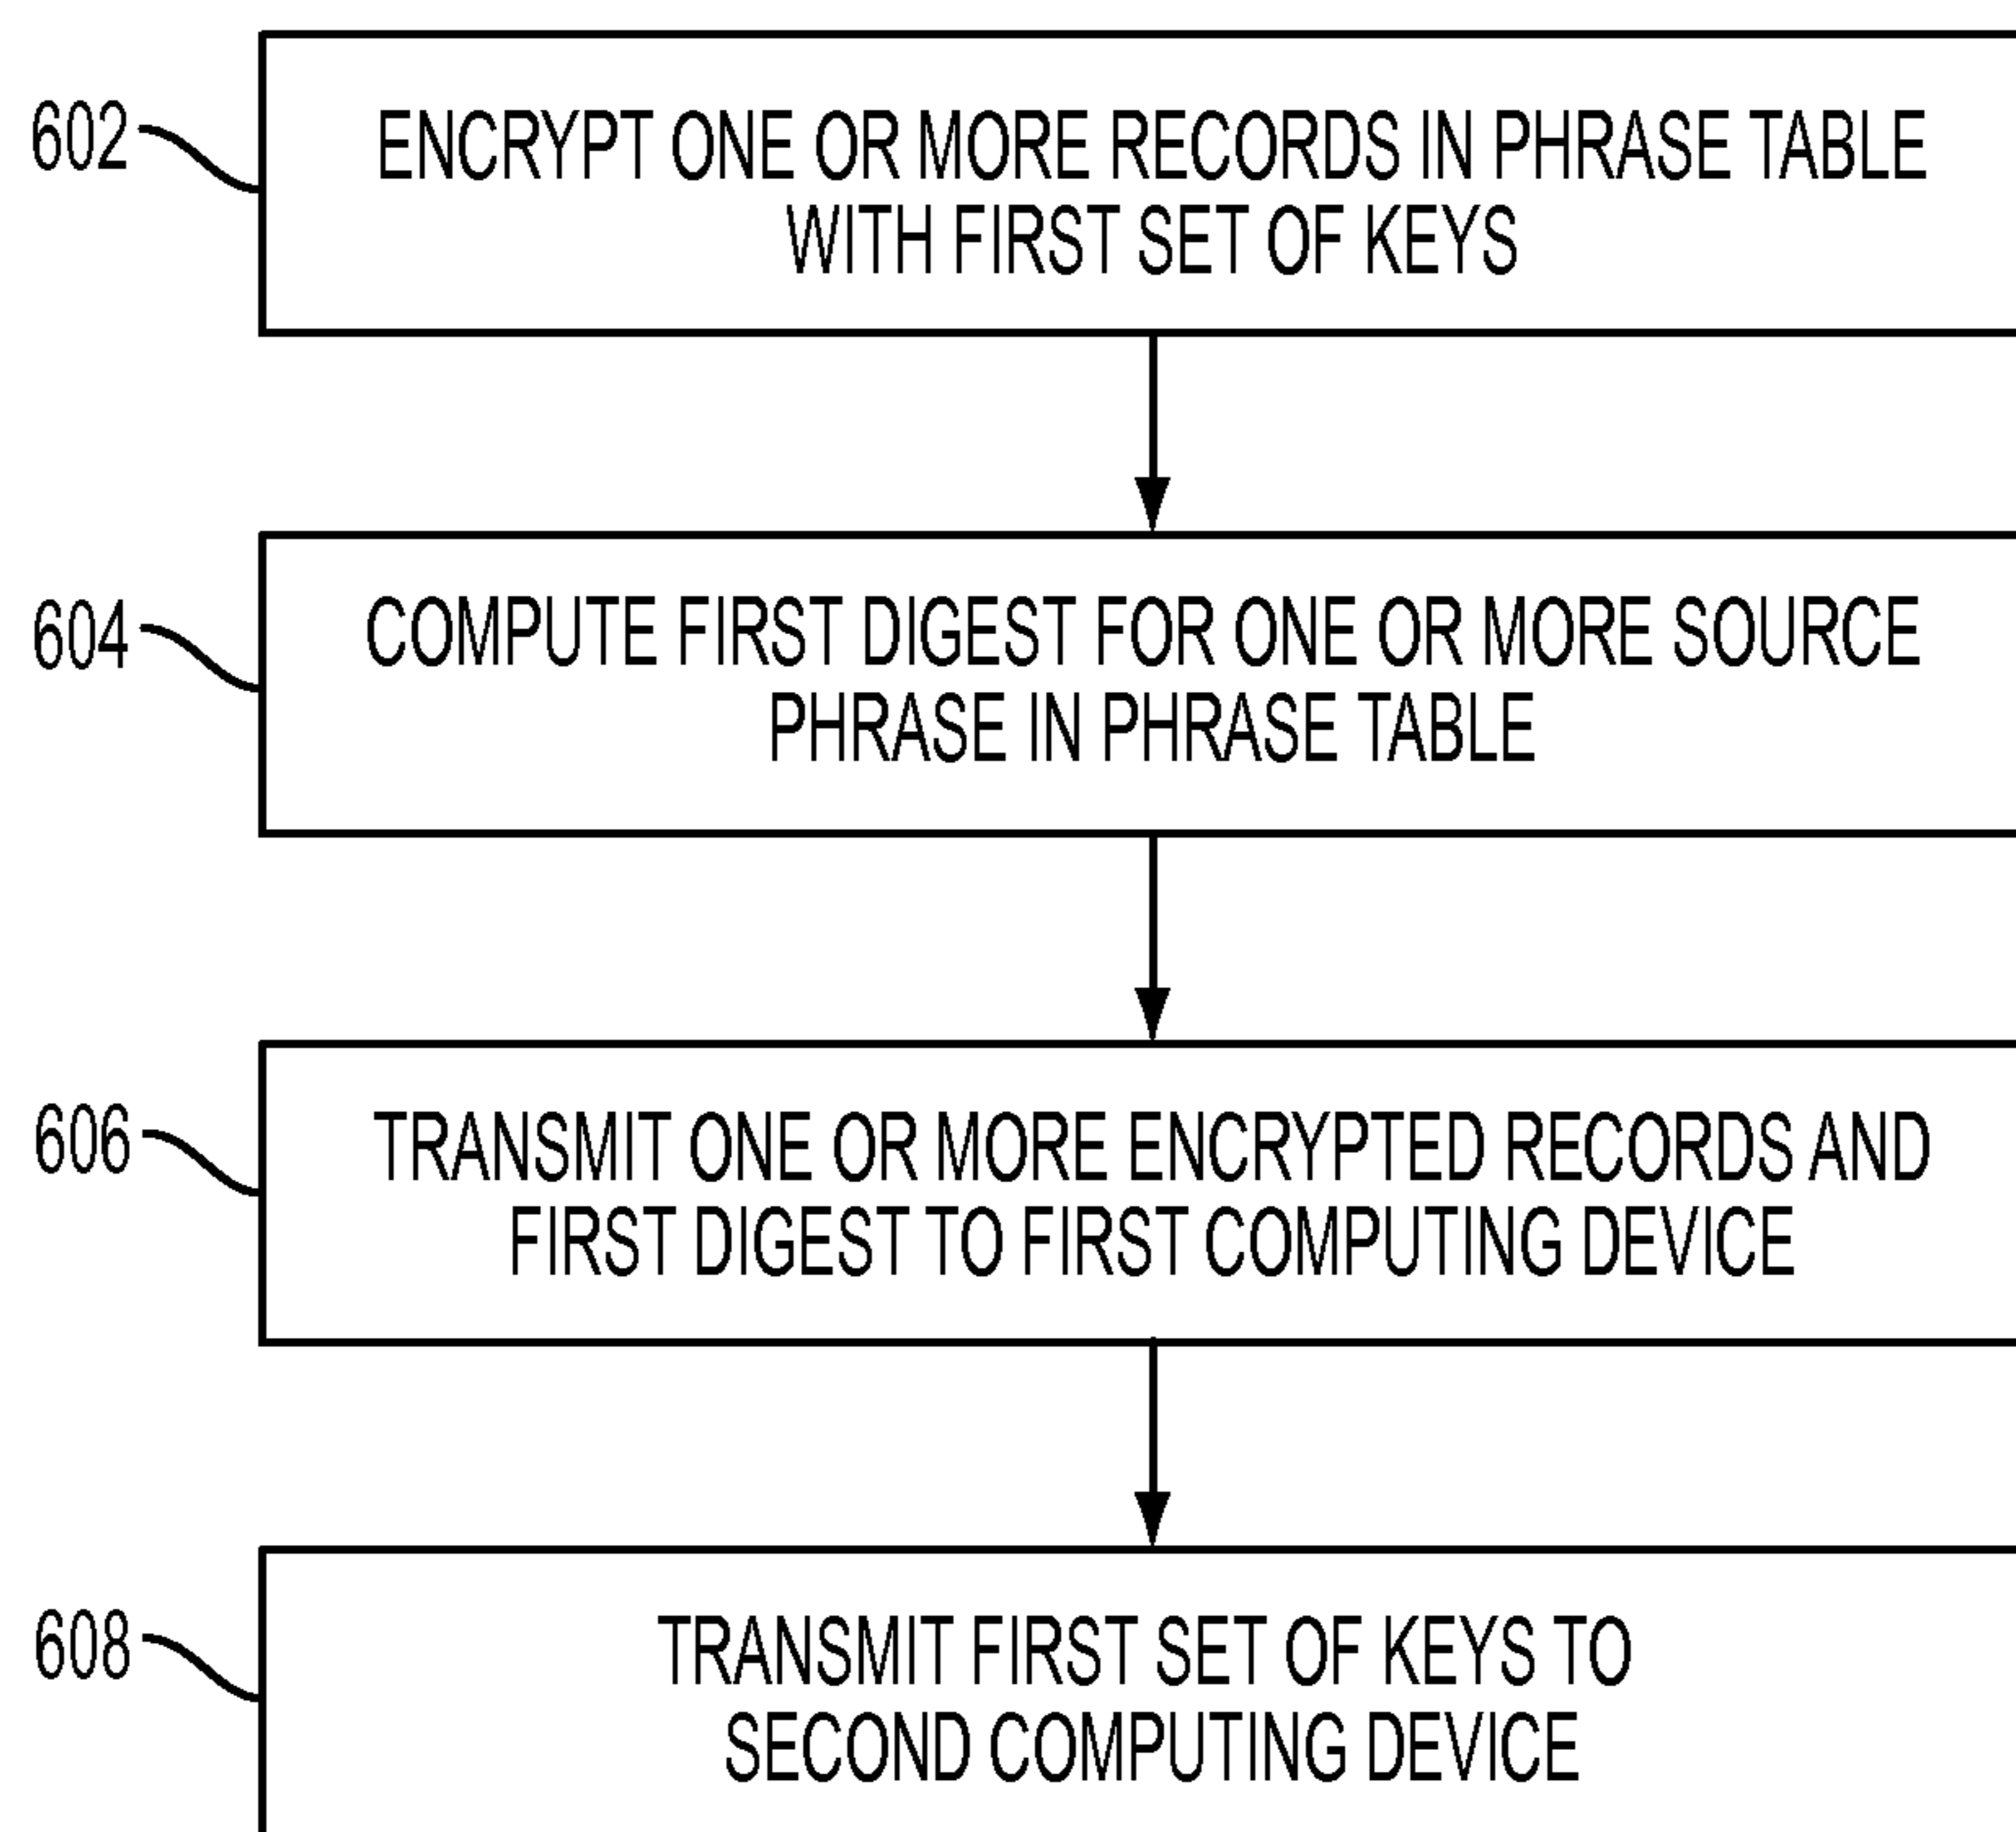 602
ENCRYPT ONE OR MORE RECORDS IN PHRASE TABLE
WITH FIRST SET OF KEYS
604
COMPUTE FIRST DIGEST FOR ONE OR MORE SOURCE
PHRASE IN PHRASE TABLE
606
TRANSMIT ONE OR MORE ENCRYPTED RECORDS AND
FIRST DIGEST TO FIRST COMPUTING DEVICE
608
TRANSMIT FIRST SET OF KEYS TO
SECOND COMPUTING DEVICE